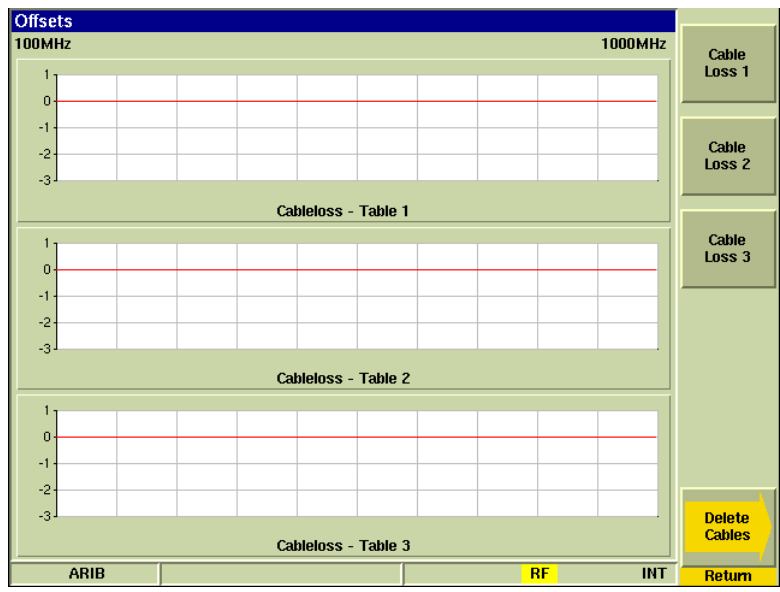 Offsets
100MHz 1000MHz
1
0
-1
-2
-3
Cableloss - Table 1
1
0
-1
-2
-3
Cableloss - Table 2
1
0
-1
-2
-3
Cableloss - Table 3
ARIB RF INT
Cable
Loss 1
Cable
Loss 2
Cable
Loss 3
Delete
Cables
Return